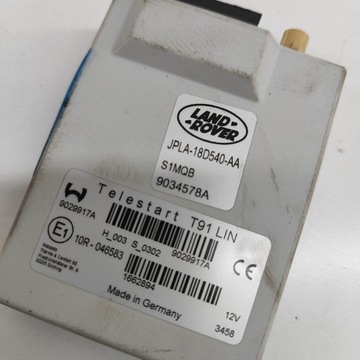 LAND-
ROVER
JPLA-18D540-AA
S1MQB
9034578A
Telestart T91 LIN
9029917A
H_003 S_0302 9029917A
E1
10R-046583
CE
1662894
Made in Germany
12V
3458